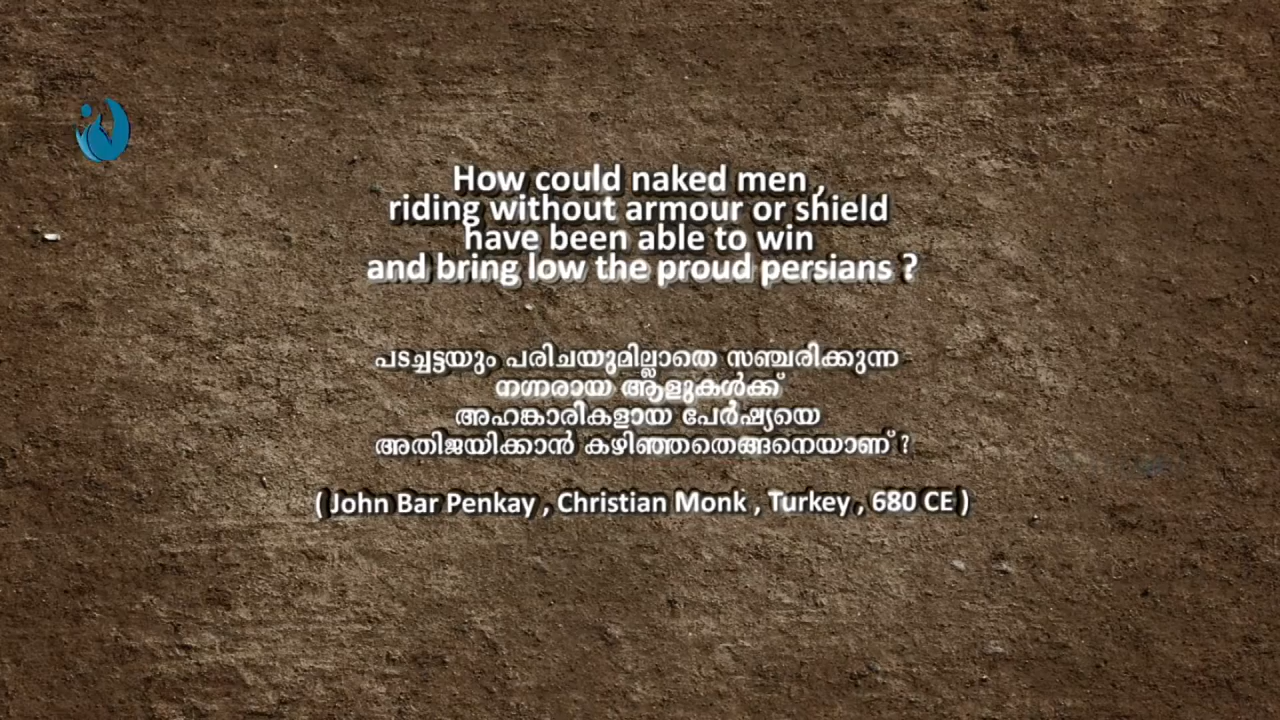 How could naked men ,
riding without armour or shield
have been able to win
and bring low the proud persians ?
പടച്ചട്ടയും പരിചയുമില്ലാതെ സഞ്ചരിക്കുന്ന
നഗ്നരായ ആളുകൾക്ക്
അഹങ്കാരികളായ പേർഷ്യയെ
അതിജയിക്കാൻ കഴിഞ്ഞതെങ്ങനെയാണ് ?
( John Bar Penkay , Christian Monk , Turkey , 680 CE )